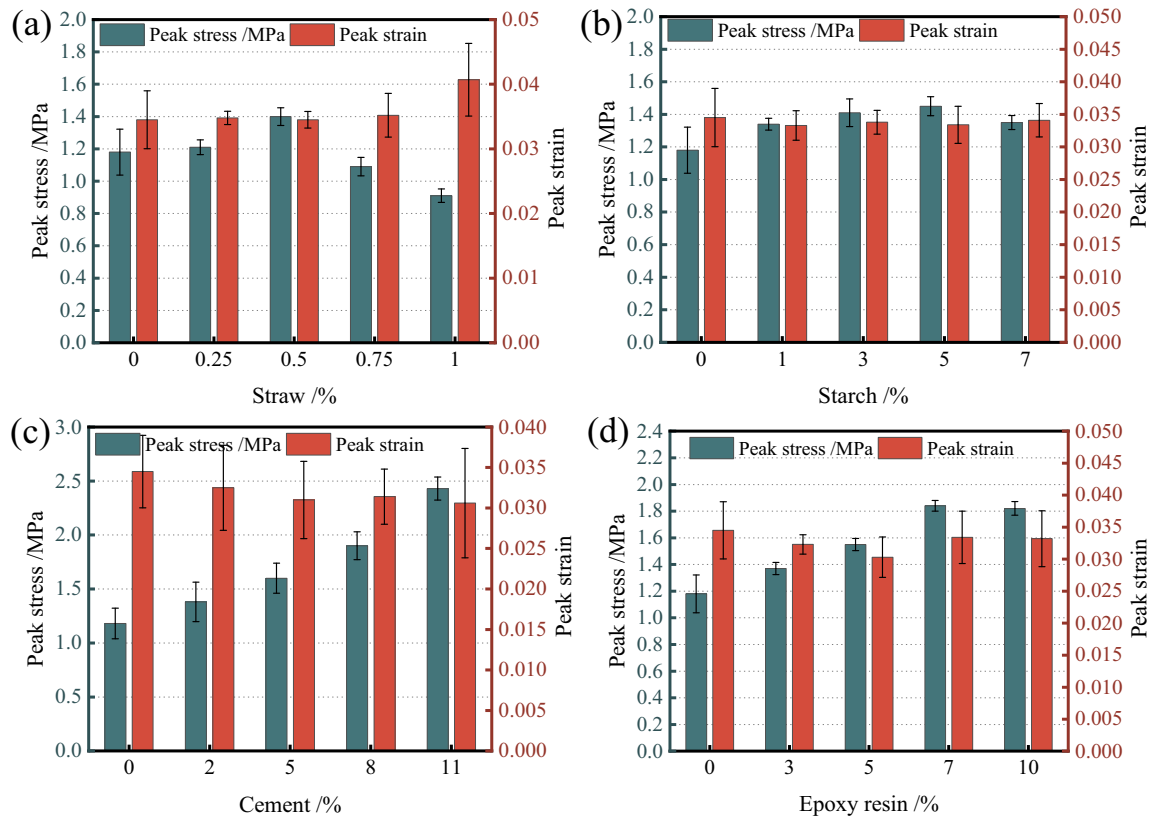 (a)
Peak stress /MPa
Peak strain
2.0
1.8
1.6
1.4
1.2
1.0
0.8
0.6
0.4
0.2
0.0
Peak stress /MPa
0.05
0.04
0.03
0.02
0.01
0.00
Peak strain
0 0.25 0.5 0.75 1
Straw /%
(b)
Peak stress /MPa
Peak strain
2.0
1.8
1.6
1.4
1.2
1.0
0.8
0.6
0.4
0.2
0.0
Peak stress /MPa
0.050
0.045
0.040
0.035
0.030
0.025
0.020
0.015
0.010
0.005
0.000
Peak strain
0 1 3 5 7
Starch /%
(c)
Peak stress /MPa
Peak strain
3.0
2.5
2.0
1.5
1.0
0.5
0.0
Peak stress /MPa
0.040
0.035
0.030
0.025
0.020
0.015
0.010
0.005
0.000
Peak strain
0 2 5 8 11
Cement /%
(d)
Peak stress /MPa
Peak strain
2.4
2.2
2.0
1.8
1.6
1.4
1.2
1.0
0.8
0.6
0.4
0.2
0.0
Peak stress /MPa
0.050
0.045
0.040
0.035
0.030
0.025
0.020
0.015
0.010
0.005
0.000
Peak strain
0 3 5 7 10
Epoxy resin /%